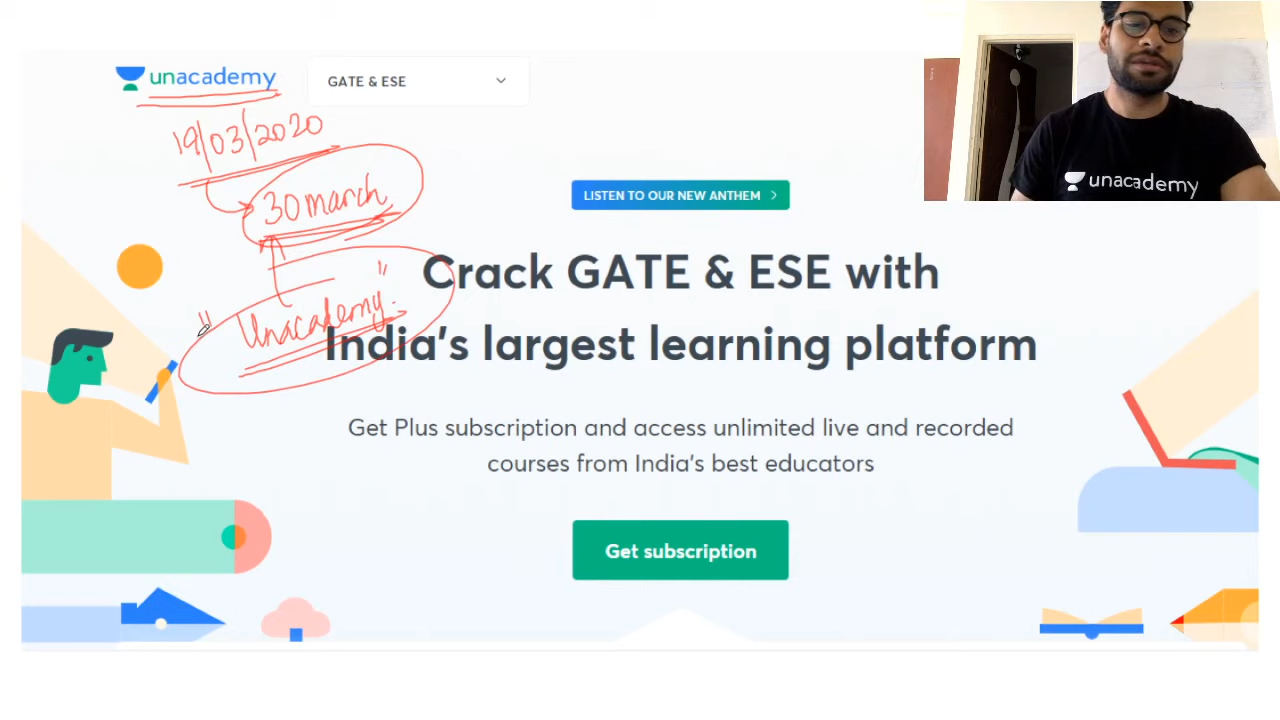 unacademy
GATE & ESE
unacademy
19/03/2020
30 march
LISTEN TO OUR NEW ANTHEM
Crack GATE & ESE with
"Unacademy."
India's largest learning platform
Get Plus subscription and access unlimited live and recorded
courses from India's best educators
Get subscription